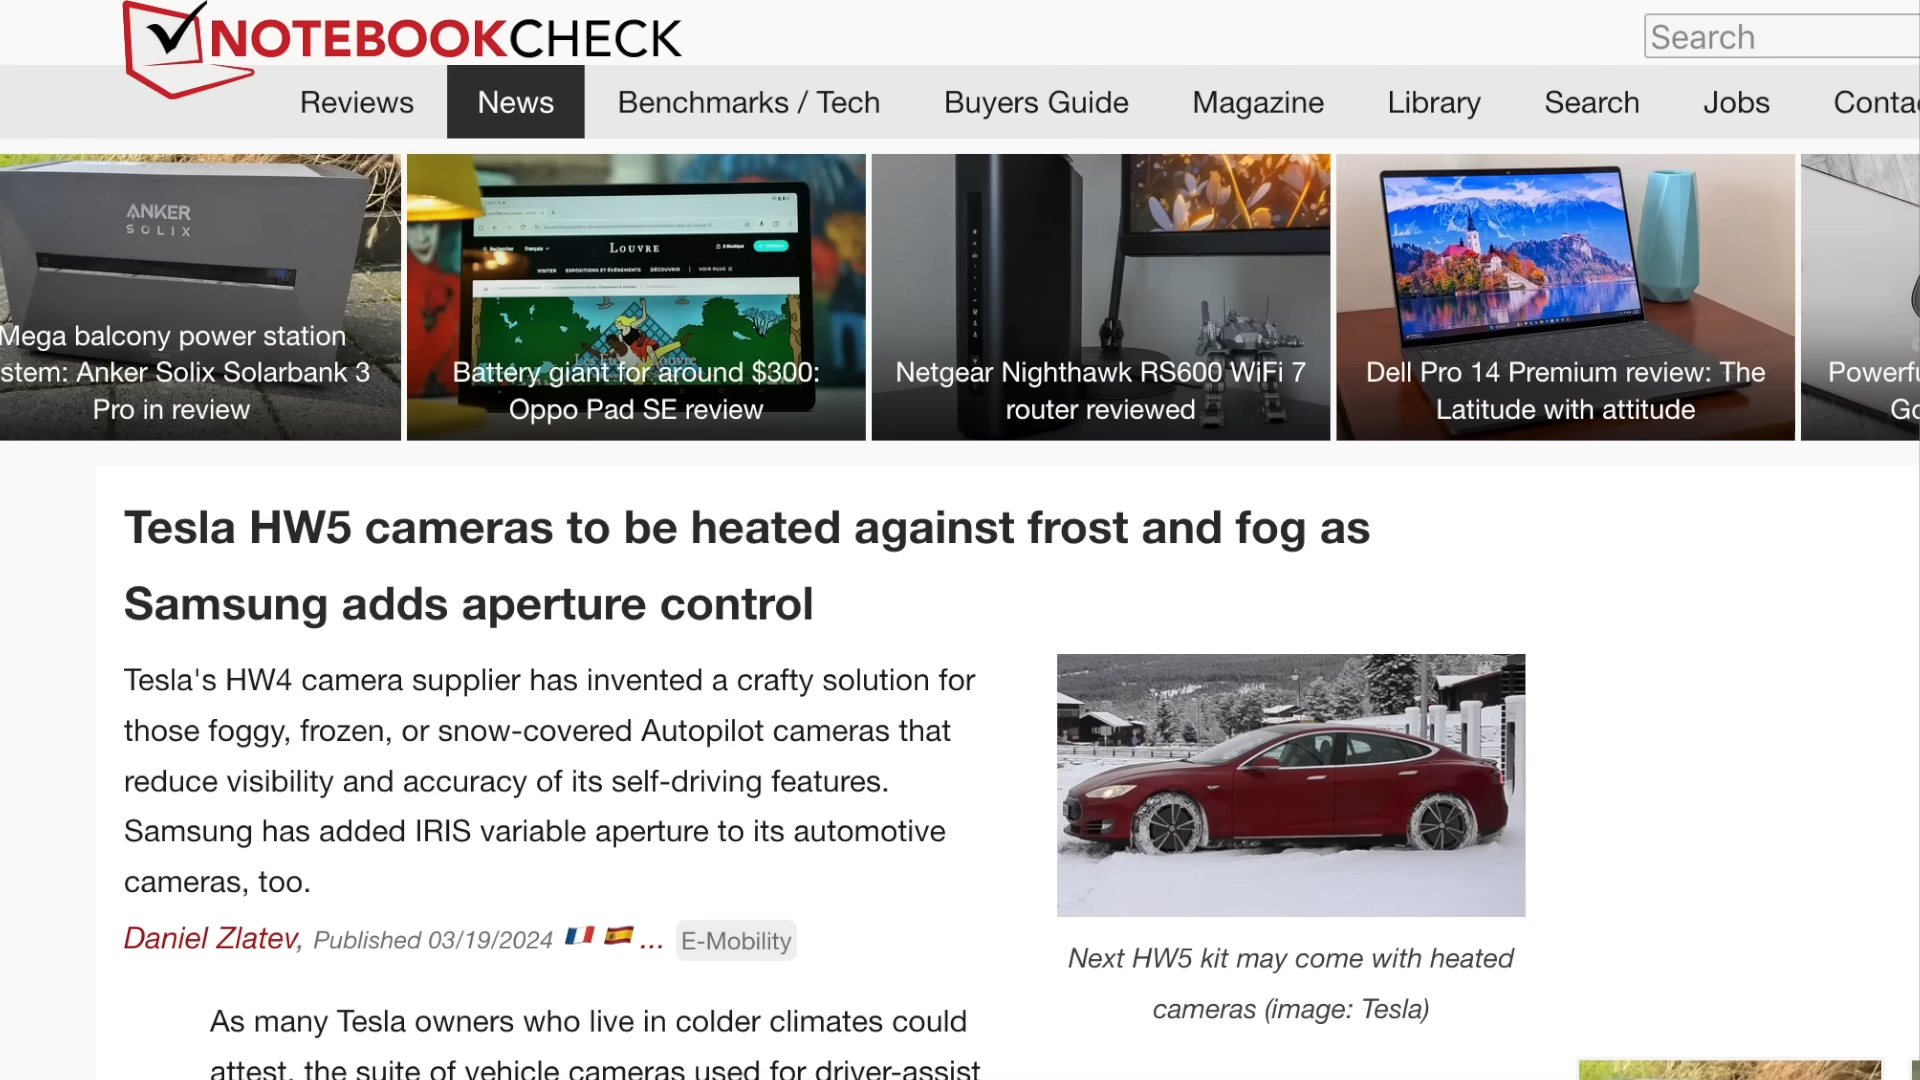 NOTEBOOKCHECK
Search
Reviews
News
Benchmarks / Tech
Buyers Guide
Magazine
Library
Search
Jobs
Conta
ANKER
SOLIX
Mega balcony power station
stem: Anker Solix Solarbank 3
Pro in review
LOUVRE
Battery giant for around $300:
Oppo Pad SE review
Netgear Nighthawk RS600 WiFi 7
router reviewed
Dell Pro 14 Premium review: The
Latitude with attitude
Powerfu
Go
Tesla HW5 cameras to be heated against frost and fog as
Samsung adds aperture control
Tesla's HW4 camera supplier has invented a crafty solution for
those foggy, frozen, or snow-covered Autopilot cameras that
reduce visibility and accuracy of its self-driving features.
Samsung has added IRIS variable aperture to its automotive
cameras, too.
Daniel Zlatev, Published 03/19/2024 🇫🇷 🇪🇸 ... E-Mobility
Next HW5 kit may come with heated
cameras (image: Tesla)
As many Tesla owners who live in colder climates could
attest, the suite of vehicle cameras used for driver-assist